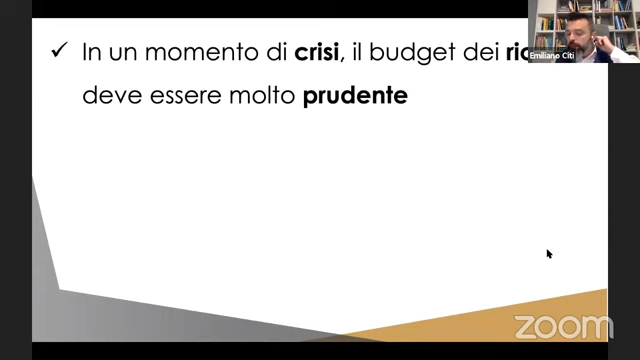 In un momento di crisi, il budget dei
deve essere molto prudente
Emiliano Citi
zoom